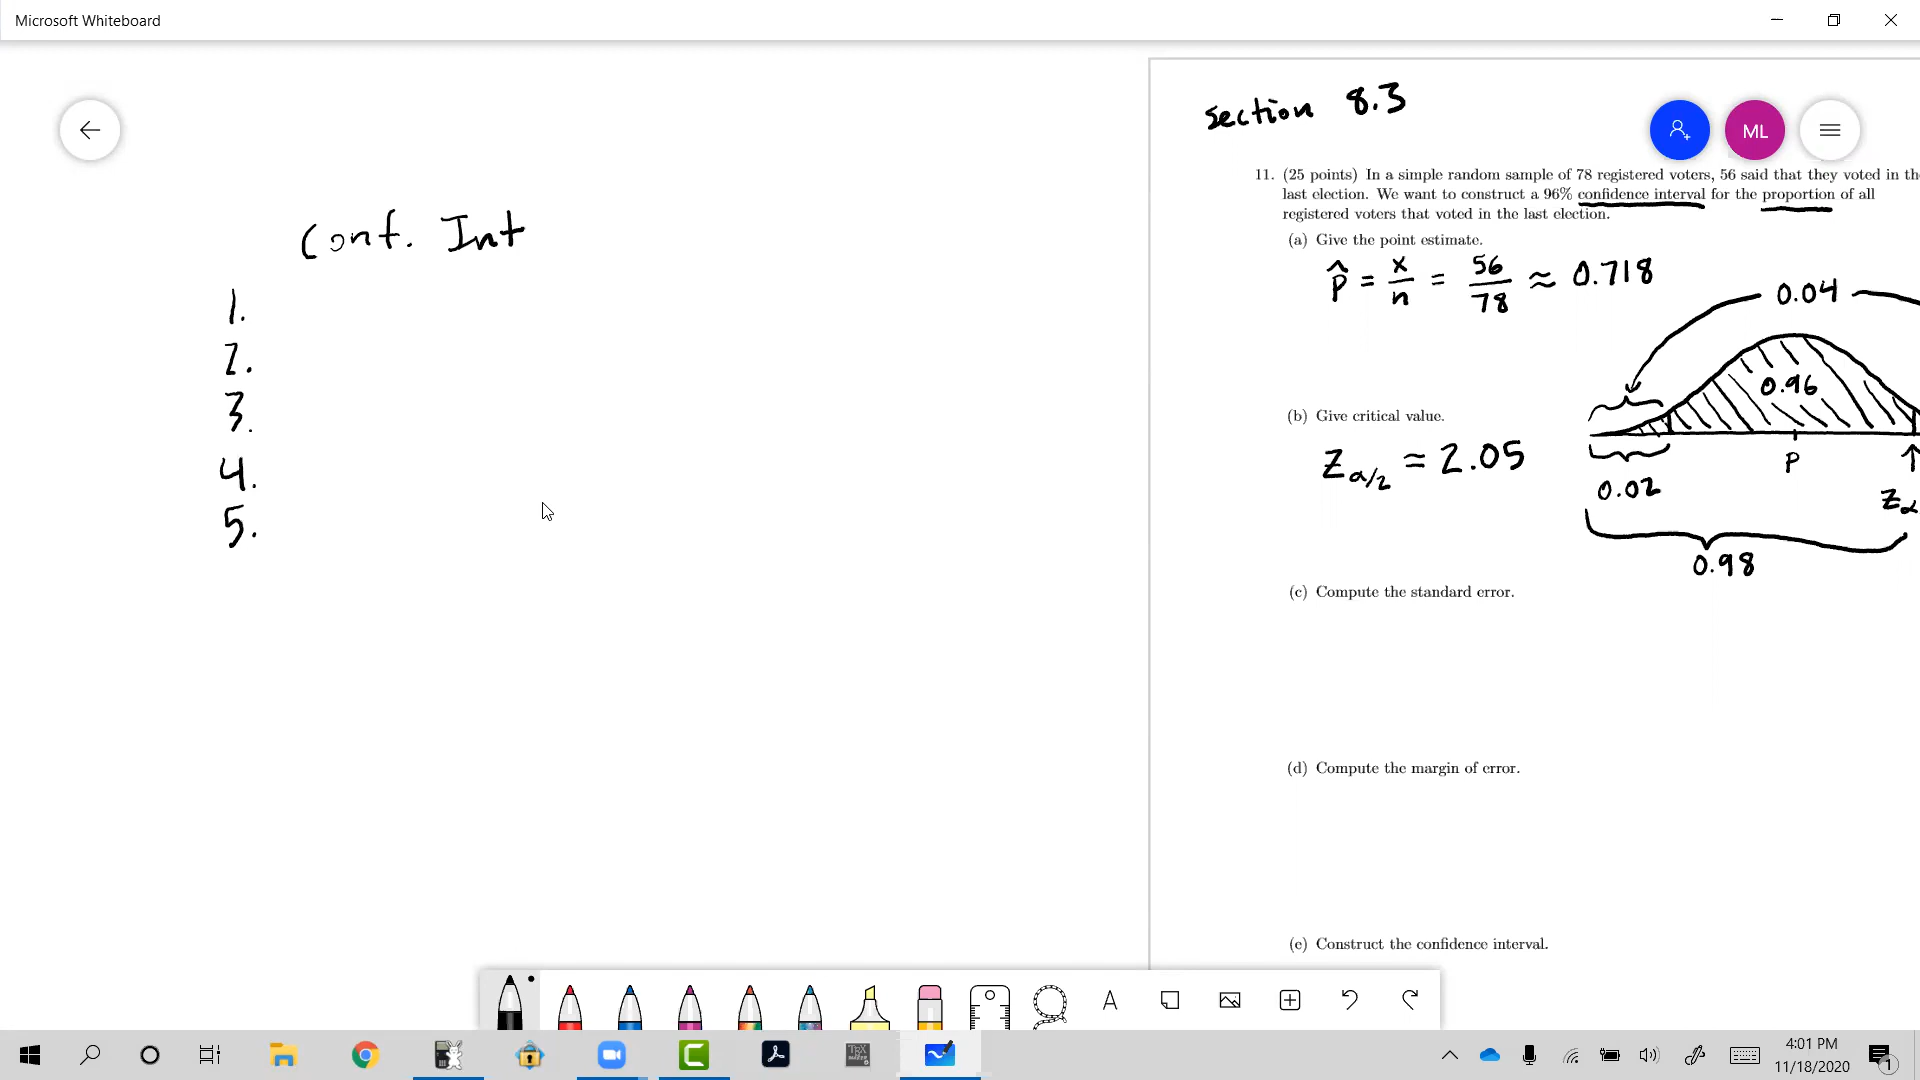 Microsoft Whiteboard
Conf. Int
1.
2.
3.
4.
5.
section 8.3
ML
11. (25 points) In a simple random sample of 78 registered voters, 56 said that they voted in the
last election. We want to construct a 96% confidence interval for the proportion of all
registered voters that voted in the last election.
(a) Give the point estimate.
p̂ = x/n = 56/78 ≈ 0.718
0.04
0.96
(b) Give critical value.
z_α/2 ≈ 2.05
p
0.02
z_α
0.98
(c) Compute the standard error.
(d) Compute the margin of error.
(e) Construct the confidence interval.
A
4:01 PM
11/18/2020
1